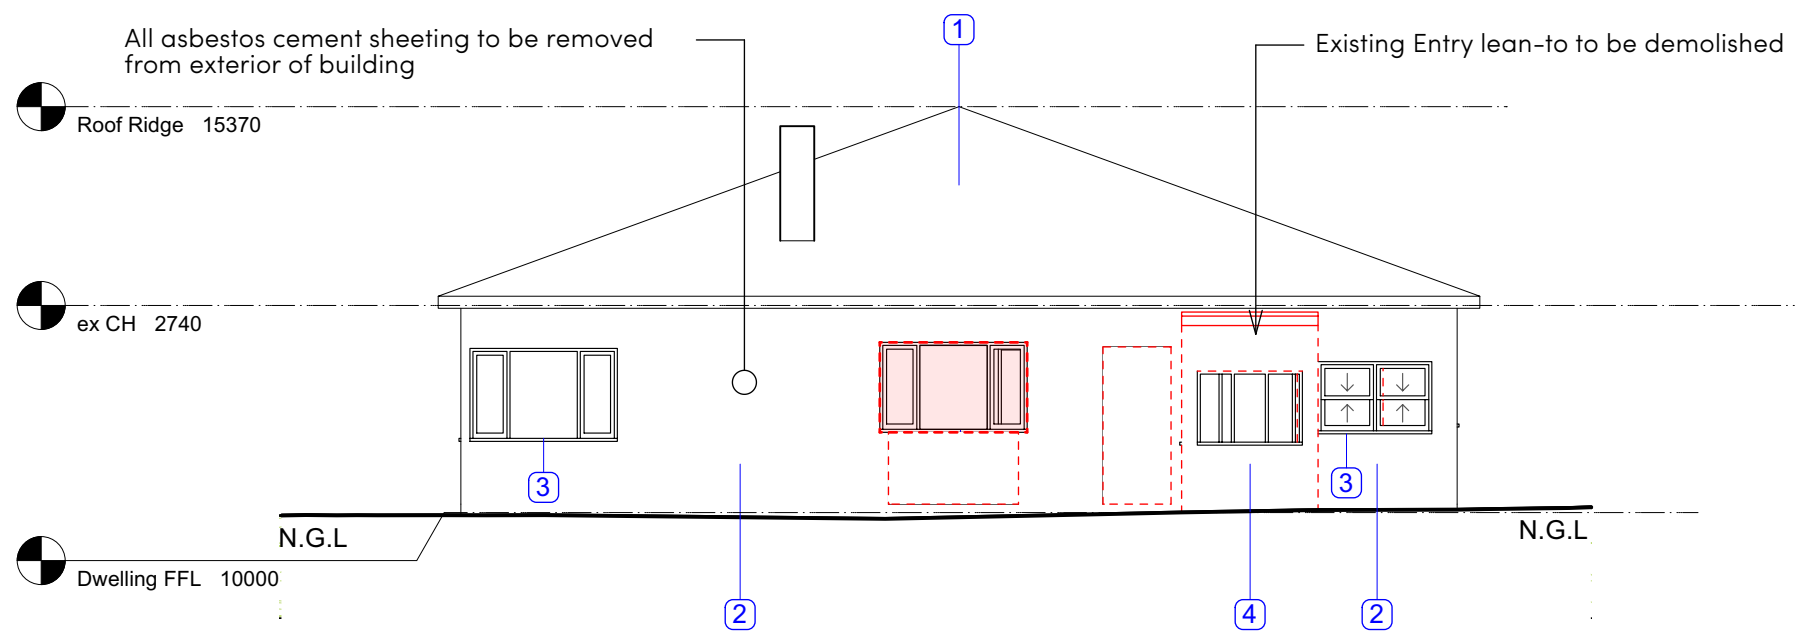 All asbestos cement sheeting to be removed
from exterior of building
1
Existing Entry lean-to to be demolished
Roof Ridge 15370
ex CH 2740
3
3
N.G.L
N.G.L
Dwelling FFL 10000
2
4
2